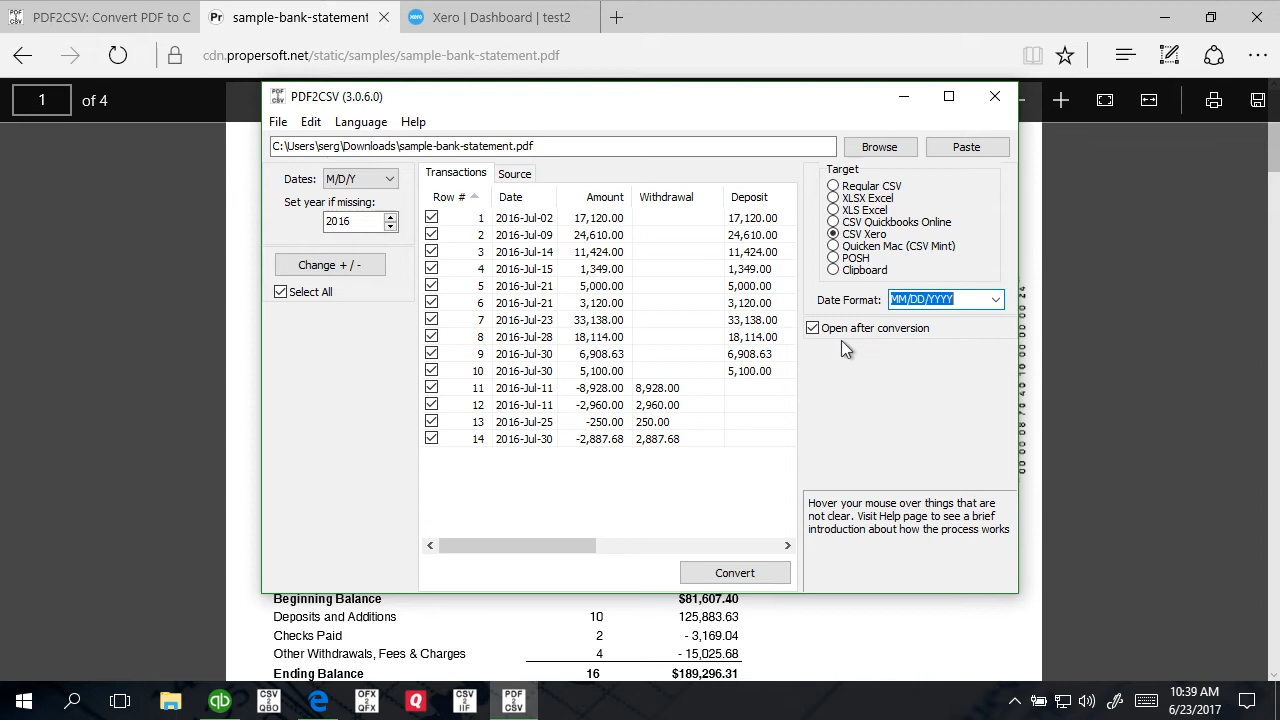 PDF2CSV: Convert PDF to C
sample-bank-statement
Xero | Dashboard | test2
cdn.propersoft.net/static/samples/sample-bank-statement.pdf
1 of 4
PDF2CSV (3.0.6.0)
File Edit Language Help
C:\Users\serg\Downloads\sample-bank-statement.pdf
Browse Paste
Dates: M/D/Y
Set year if missing:
2016
Change + / -
Select All
Transactions Source
Row # Date Amount Withdrawal Deposit
1 2016-Jul-02 17,120.00 17,120.00
2 2016-Jul-09 24,610.00 24,610.00
3 2016-Jul-14 11,424.00 11,424.00
4 2016-Jul-15 1,349.00 1,349.00
5 2016-Jul-21 5,000.00 5,000.00
6 2016-Jul-21 3,120.00 3,120.00
7 2016-Jul-23 33,138.00 33,138.00
8 2016-Jul-28 18,114.00 18,114.00
9 2016-Jul-30 6,908.63 6,908.63
10 2016-Jul-30 5,100.00 5,100.00
11 2016-Jul-11 -8,928.00 8,928.00
12 2016-Jul-11 -2,960.00 2,960.00
13 2016-Jul-25 -250.00 250.00
14 2016-Jul-30 -2,887.68 2,887.68
Convert
Target
Regular CSV
XLSX Excel
XLS Excel
CSV Quickbooks Online
CSV Xero
Quicken Mac (CSV Mint)
POSH
Clipboard
Date Format: MM/DD/YYYY
Open after conversion
Hover your mouse over things that are
not clear. Visit Help page to see a brief
introduction about how the process works
Beginning Balance $81,607.40
Deposits and Additions 10 125,883.63
Checks Paid 2 - 3,169.04
Other Withdrawals, Fees & Charges 4 - 15,025.68
Ending Balance 16 $189,296.31
10:39 AM
6/23/2017